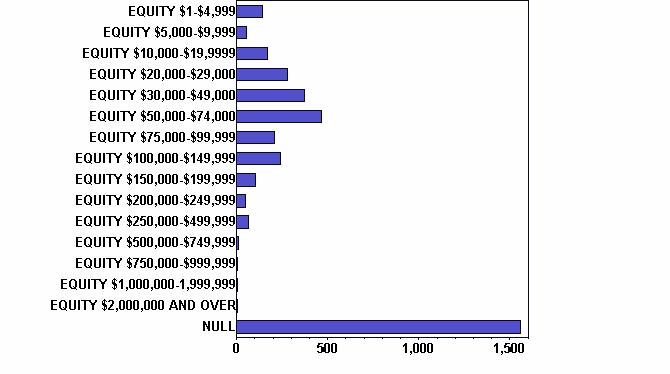 EQUITY $1-$4,999
EQUITY $5,000-$9,999
EQUITY $10,000-$19,9999
EQUITY $20,000-$29,000
EQUITY $30,000-$49,000
EQUITY $50,000-$74,000
EQUITY $75,000-$99,999
EQUITY $100,000-$149,999
EQUITY $150,000-$199,999
EQUITY $200,000-$249,999
EQUITY $250,000-$499,999
EQUITY $500,000-$749,999
EQUITY $750,000-$999,999
EQUITY $1,000,000-1,999,999
EQUITY $2,000,000 AND OVER
NULL
0 500 1,000 1,500